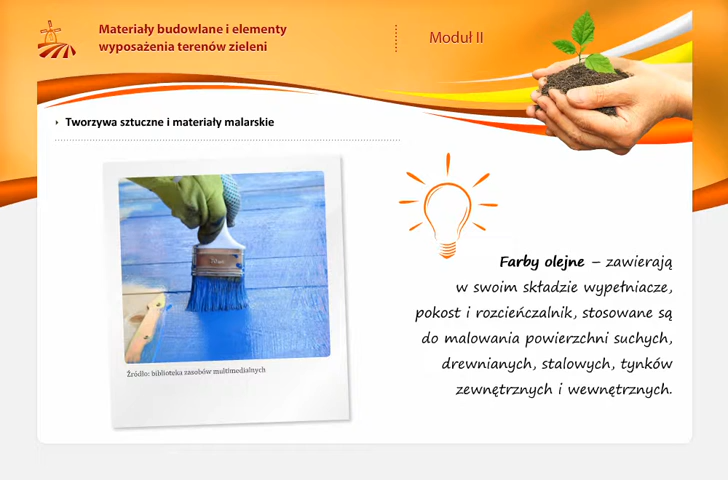 Materiały budowlane i elementy
wyposażenia terenów zieleni
Moduł II
Tworzywa sztuczne i materiały malarskie
Farby olejne – zawierają
w swoim składzie wypełniacze,
pokost i rozcieńczalnik, stosowane są
do malowania powierzchni suchych,
drewnianych, stalowych, tynków
zewnętrznych i wewnętrznych.
Źródło: biblioteka zasobów multimedialnych